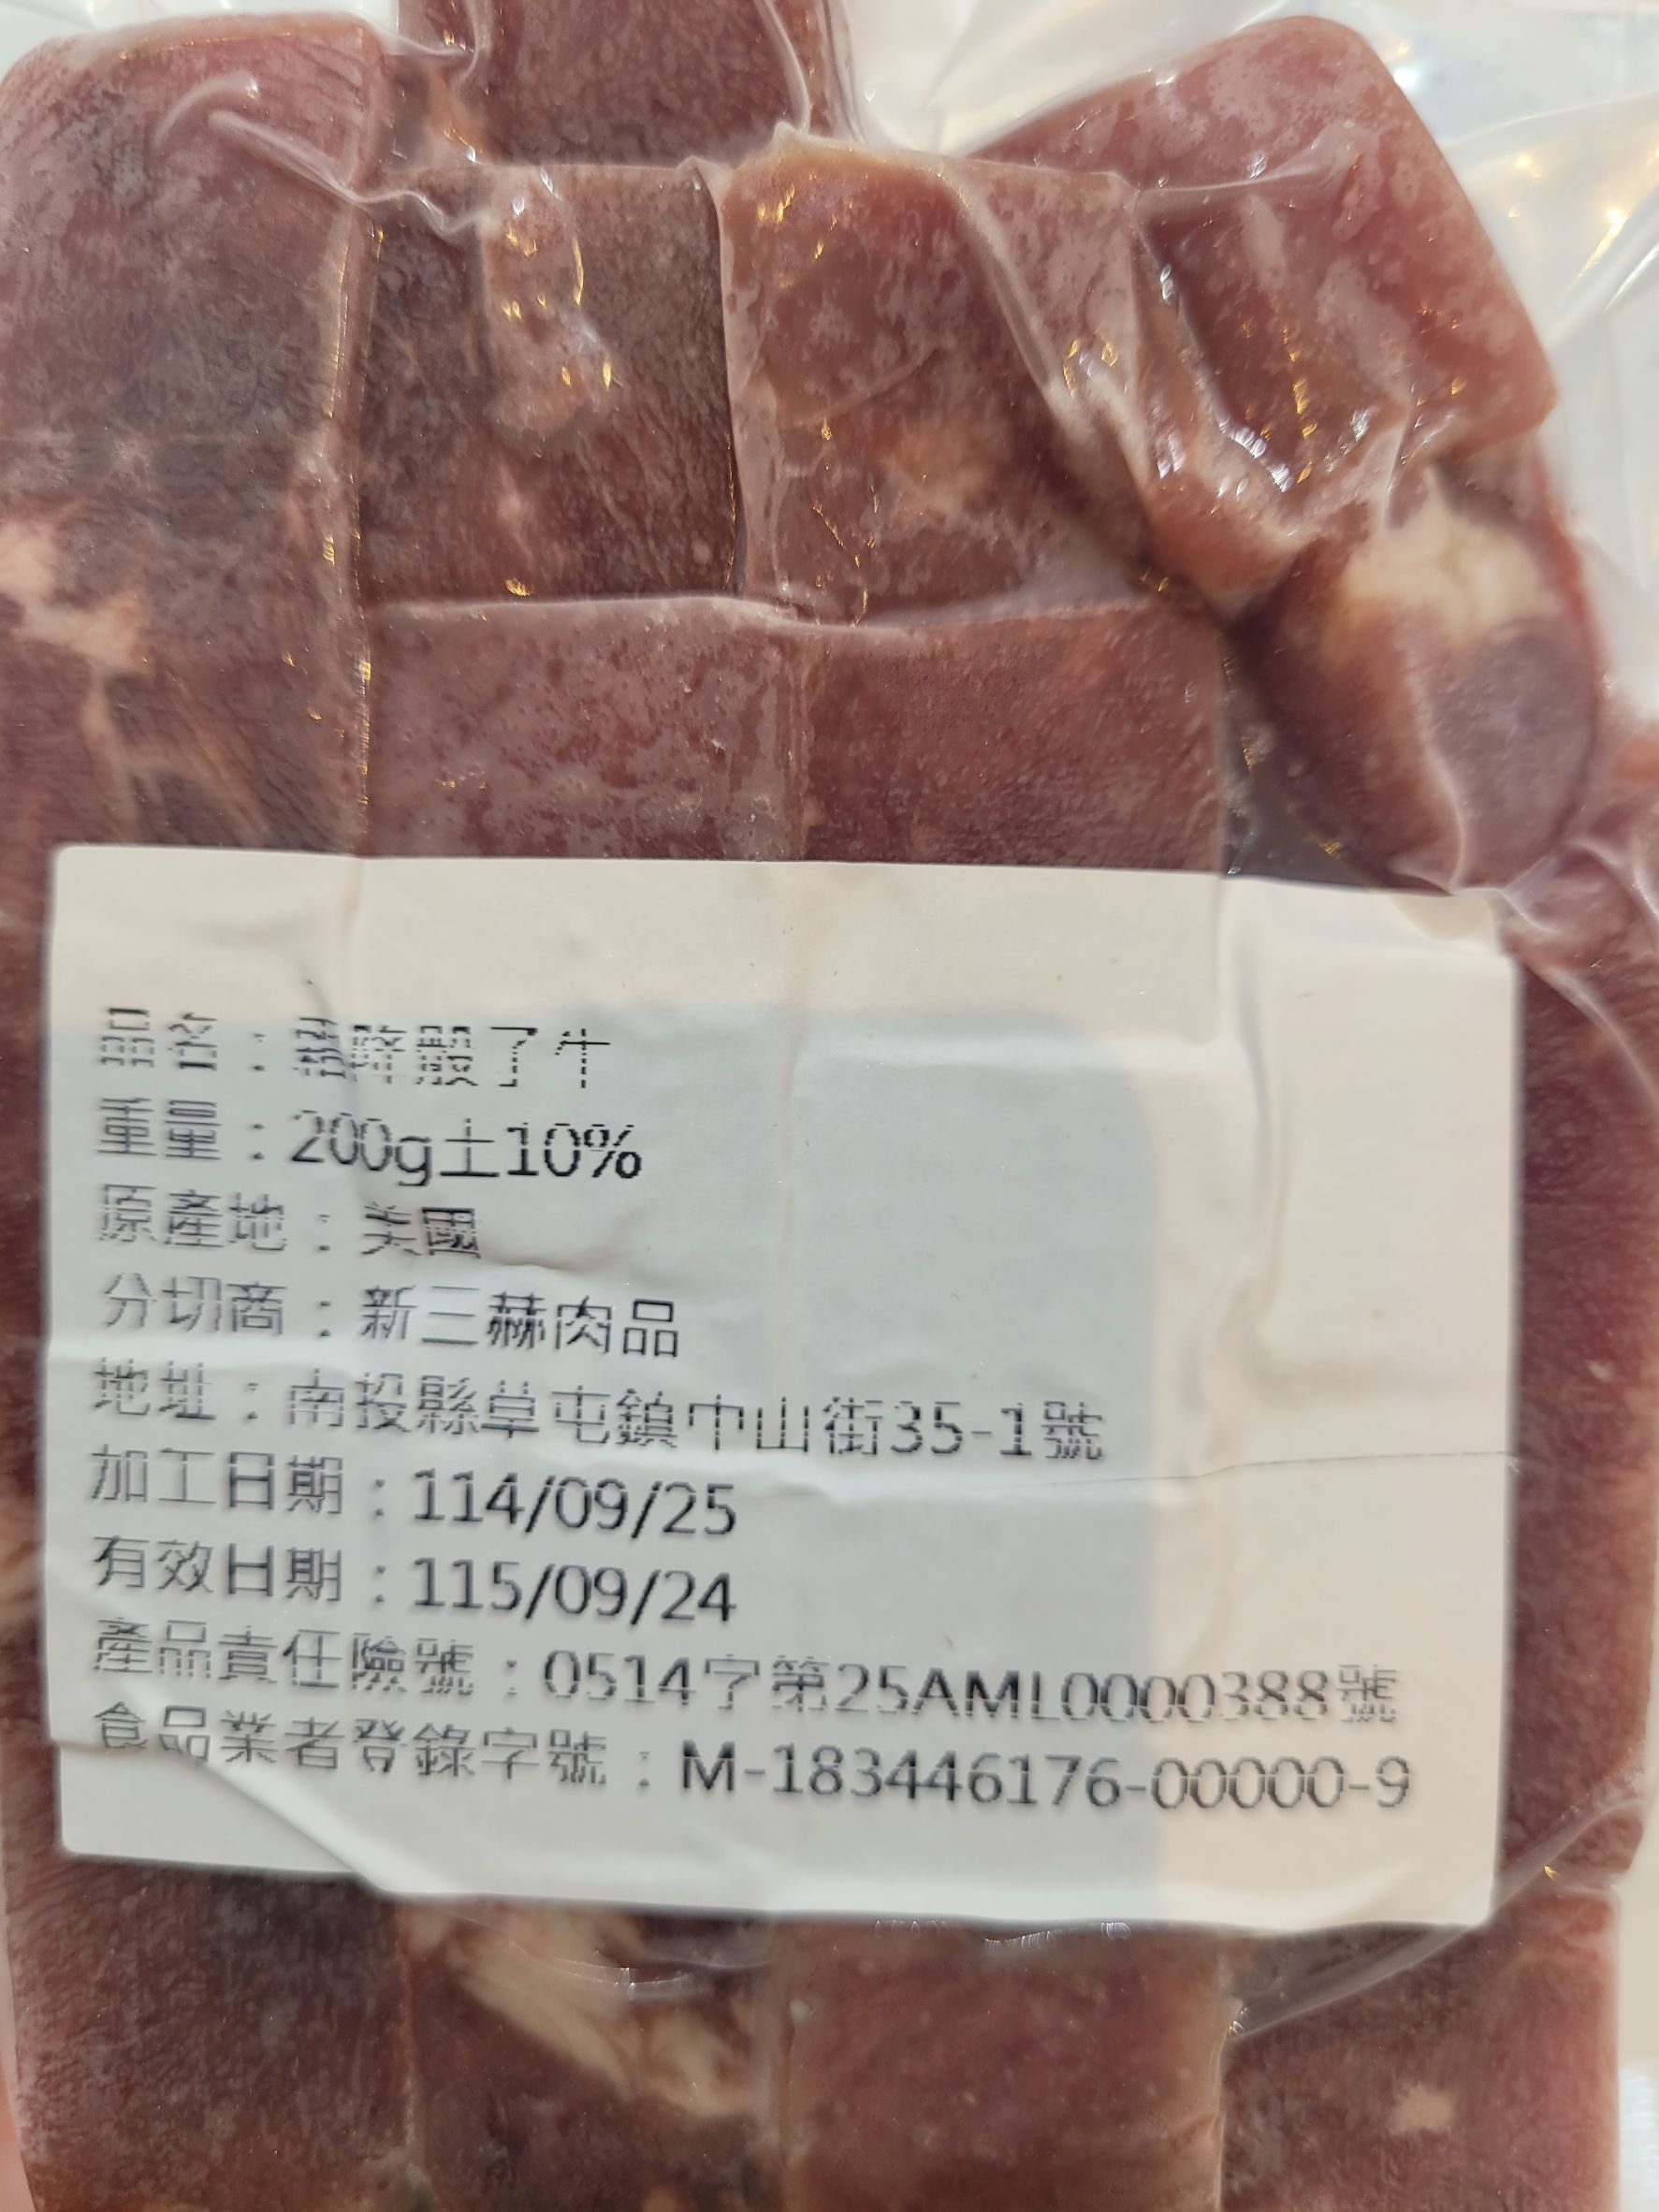 品名：骰子牛
重量：200g±10%
原產地：美國
分切商：新三赫肉品
地址：南投縣草屯鎮中山街35-1號
加工日期：114/09/25
有效日期：115/09/24
產品責任險號：0514字第25AML0000388號
食品業者登錄字號：M-183446176-00000-9